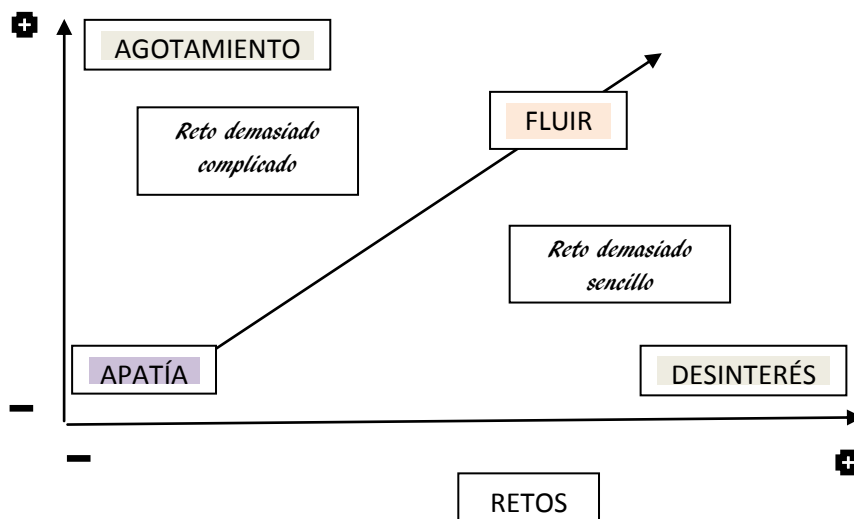 AGOTAMIENTO
Reto demasiado
complicado
FLUIR
Reto demasiado
sencillo
APATÍA
DESINTERÉS
RETOS